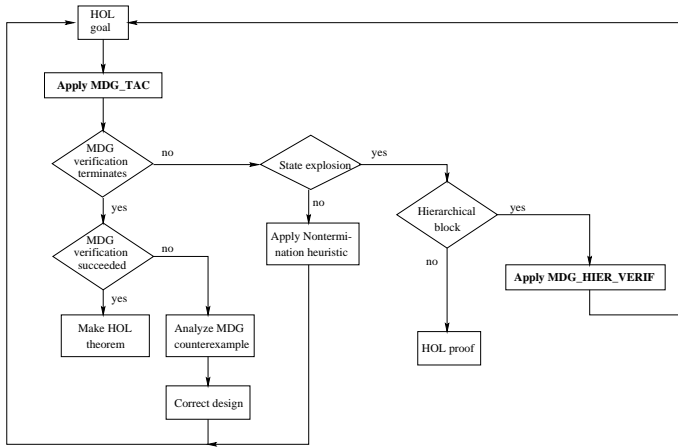 HOL
goal
Apply MDG_TAC
MDG
verification
terminates
no
State explosion
yes
yes
no
Hierarchical
block
yes
MDG
verification
succeeded
no
Apply Nontermi-
nation heuristic
no
Apply MDG_HIER_VERIF
yes
Make HOL
theorem
Analyze MDG
counterexample
HOL proof
Correct design